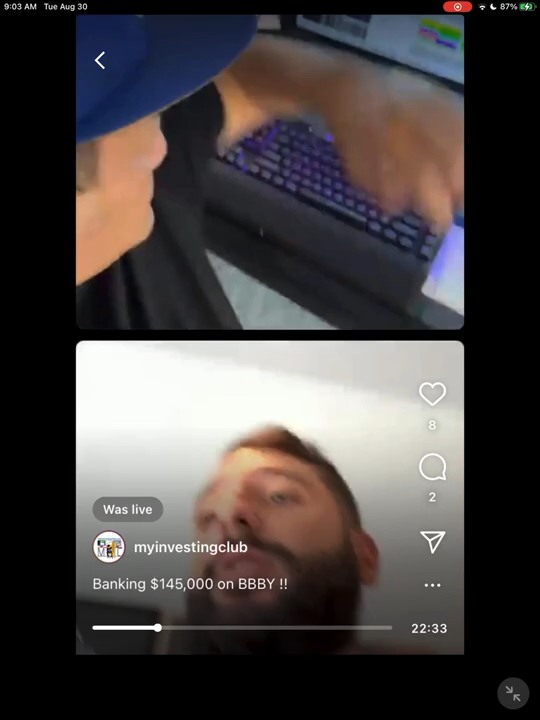 9:03 AM Tue Aug 30
87%
8
2
Was live
myinvestingclub
Banking $145,000 on BBBY !!
22:33